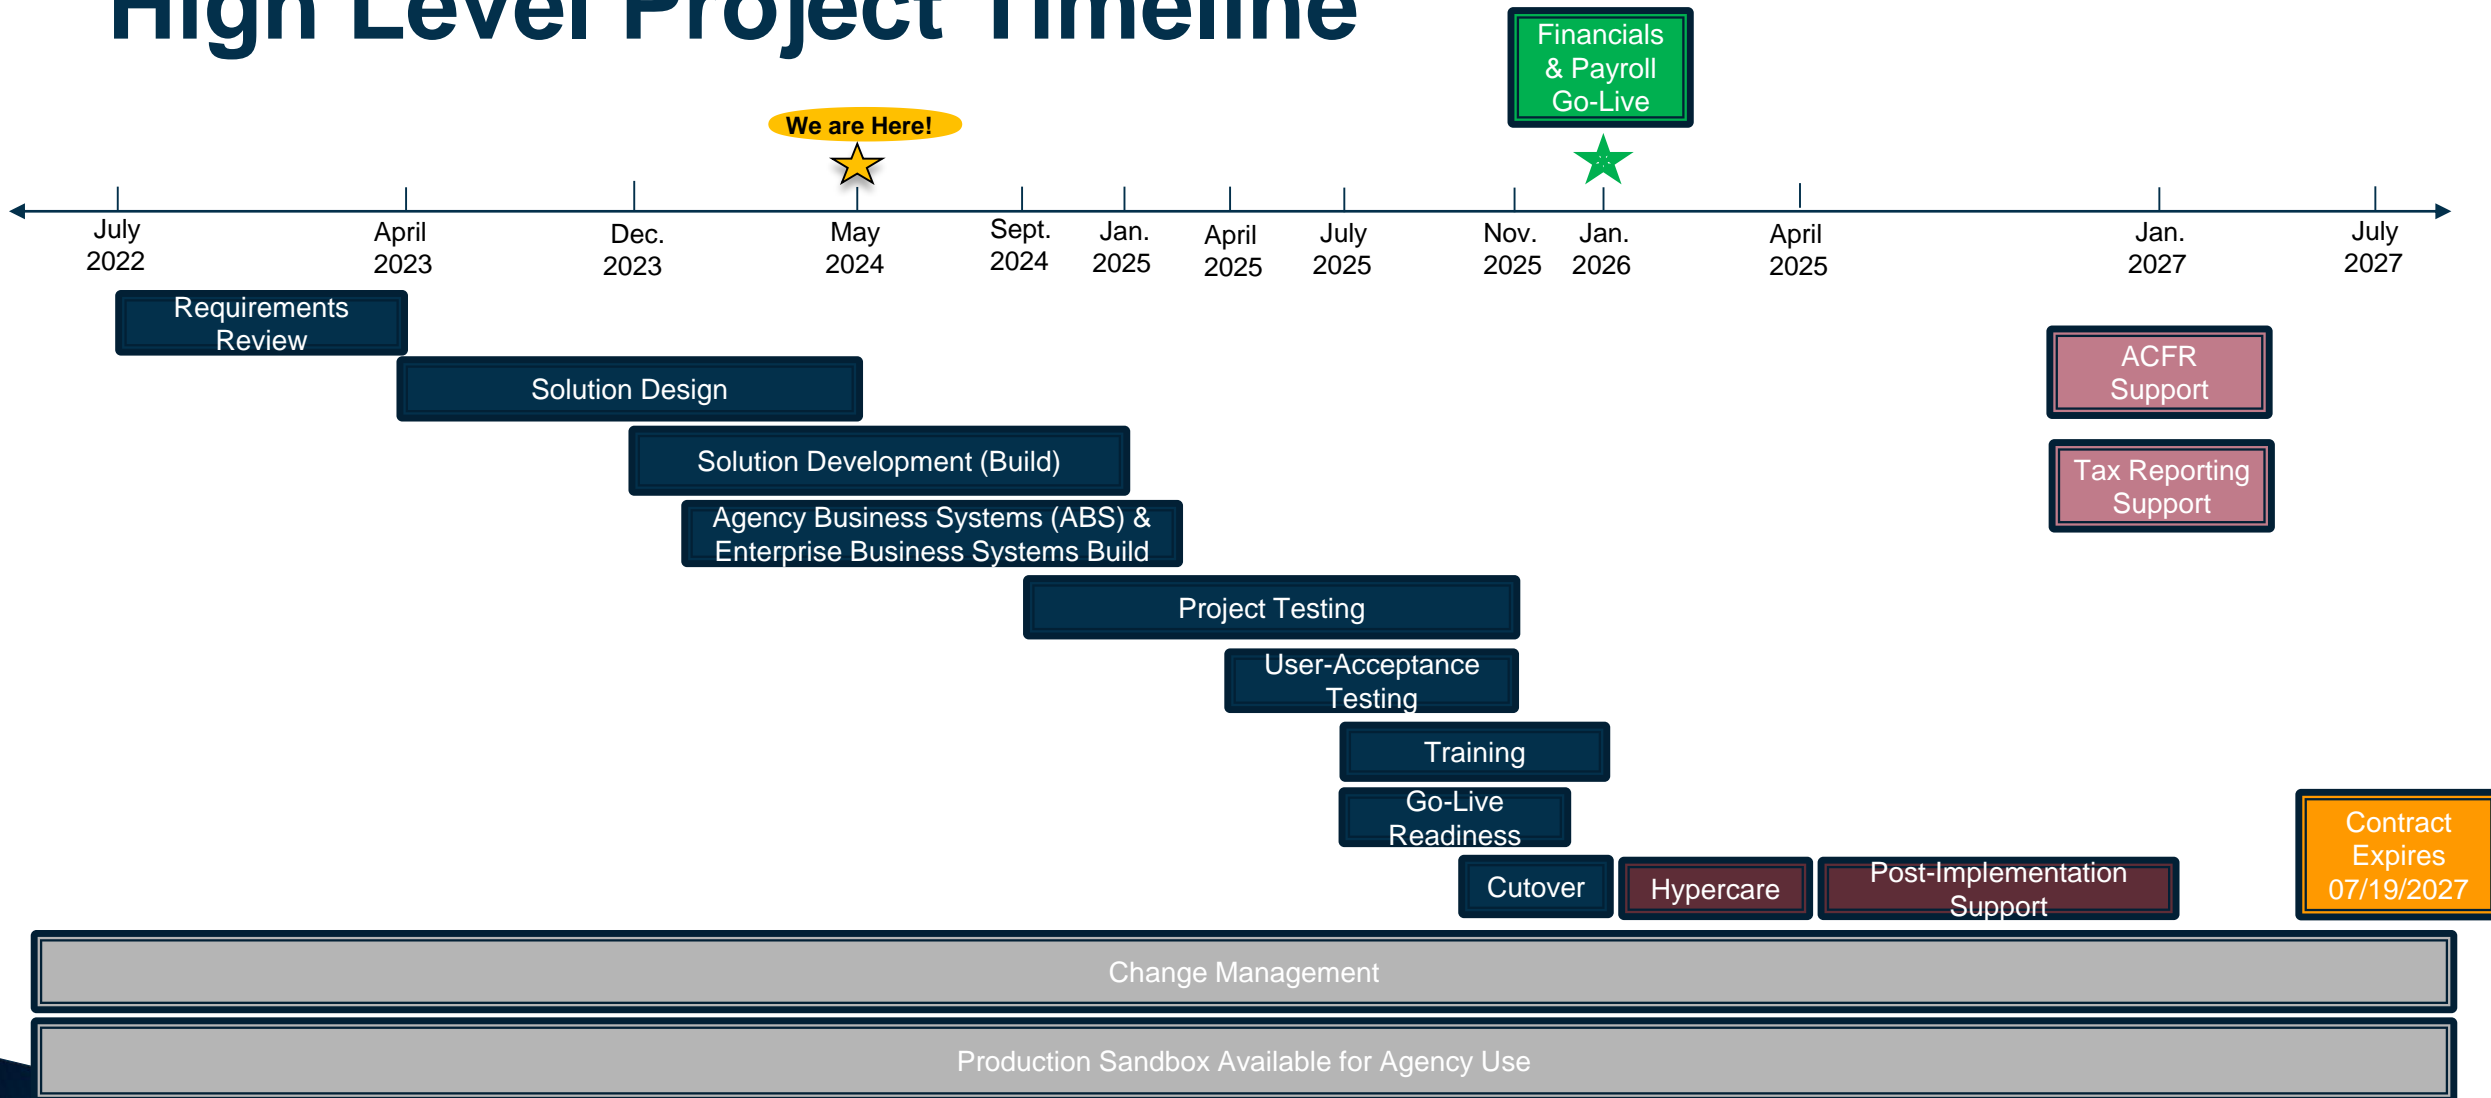 High Level Project Timeline
Financials
& Payroll
Go-Live
We are Here!
July
2022
April
2023
Dec.
2023
May
2024
Sept.
2024
Jan.
2025
April
2025
July
2025
Nov.
2025
Jan.
2026
April
2025
Jan.
2027
July
2027
Requirements
Review
Solution Design
ACFR
Support
Solution Development (Build)
Tax Reporting
Support
Agency Business Systems (ABS) &
Enterprise Business Systems Build
Project Testing
User-Acceptance
Testing
Training
Go-Live
Readiness
Cutover
Hypercare
Post-Implementation
Support
Contract
Expires
07/19/2027
Change Management
Production Sandbox Available for Agency Use